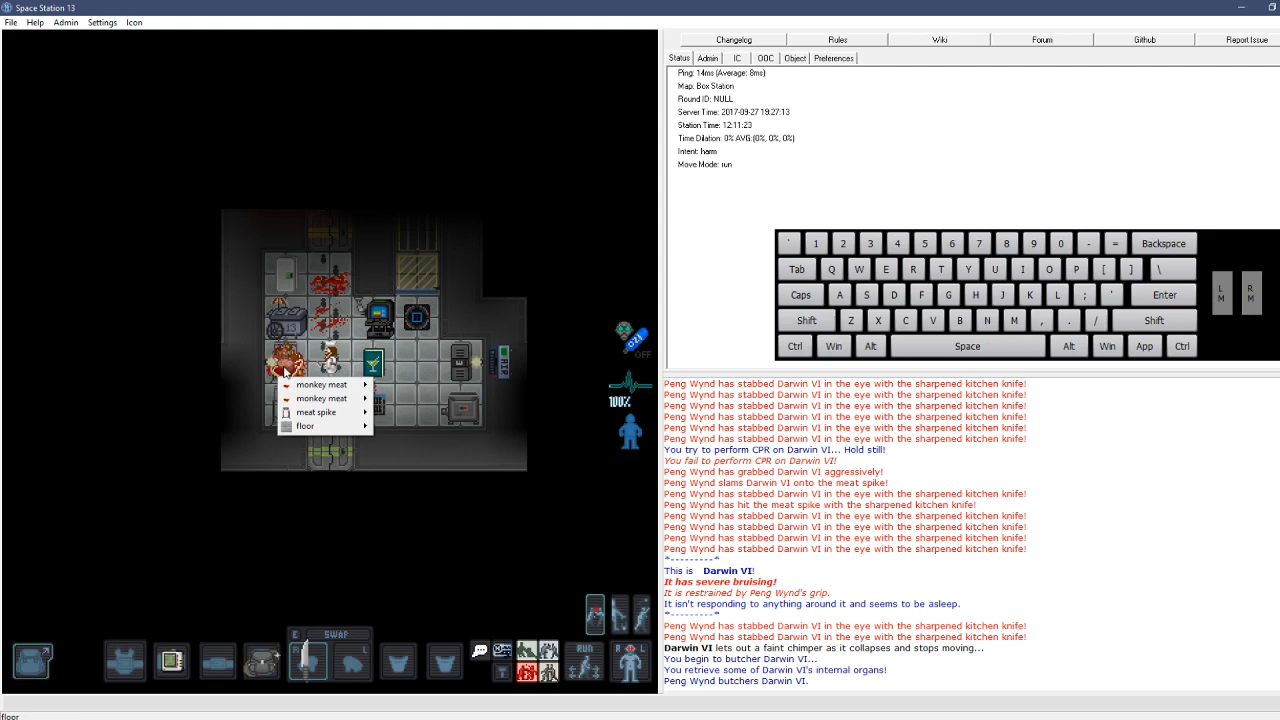 Space Station 13
File Help Admin Settings Icon
Changelog Rules Wiki Forum Github Report Issue
Status Admin IC OOC Object Preferences
Ping: 14ms (Average: 8ms)
Map: Box Station
Round ID: NULL
Server Time: 2017-09-27 19:27:13
Station Time: 12:11:23
Time Dilation: 0% AVG:(0%, 0%, 0%)
Intent: harm
Move Mode: run
` 1 2 3 4 5 6 7 8 9 0 - = Backspace
Tab Q W E R T Y U I O P [ ] \
Caps A S D F G H J K L ; ' Enter
Shift Z X C V B N M , . / Shift
Ctrl Win Alt Space Alt Win App Ctrl
LM RM
13
AIR
monkey meat
monkey meat
meat spike
floor
OFF
100%
Peng Wynd has stabbed Darwin VI in the eye with the sharpened kitchen knife!
Peng Wynd has stabbed Darwin VI in the eye with the sharpened kitchen knife!
Peng Wynd has stabbed Darwin VI in the eye with the sharpened kitchen knife!
Peng Wynd has stabbed Darwin VI in the eye with the sharpened kitchen knife!
Peng Wynd has stabbed Darwin VI in the eye with the sharpened kitchen knife!
Peng Wynd has stabbed Darwin VI in the eye with the sharpened kitchen knife!
You try to perform CPR on Darwin VI... Hold still!
You fail to perform CPR on Darwin VI!
Peng Wynd has grabbed Darwin VI aggressively!
Peng Wynd slams Darwin VI onto the meat spike!
Peng Wynd has stabbed Darwin VI in the eye with the sharpened kitchen knife!
Peng Wynd has hit the meat spike with the sharpened kitchen knife!
Peng Wynd has stabbed Darwin VI in the eye with the sharpened kitchen knife!
Peng Wynd has stabbed Darwin VI in the eye with the sharpened kitchen knife!
Peng Wynd has stabbed Darwin VI in the eye with the sharpened kitchen knife!
Peng Wynd has stabbed Darwin VI in the eye with the sharpened kitchen knife!
*---------*
This is Darwin VI!
It has severe bruising!
It is restrained by Peng Wynd's grip.
It isn't responding to anything around it and seems to be asleep.
*---------*
Peng Wynd has stabbed Darwin VI in the eye with the sharpened kitchen knife!
Peng Wynd has stabbed Darwin VI in the eye with the sharpened kitchen knife!
Darwin VI lets out a faint chimper as it collapses and stops moving...
You begin to butcher Darwin VI...
You retrieve some of Darwin VI's internal organs!
Peng Wynd butchers Darwin VI.
E SWAP
R L
RUN
R L
floor